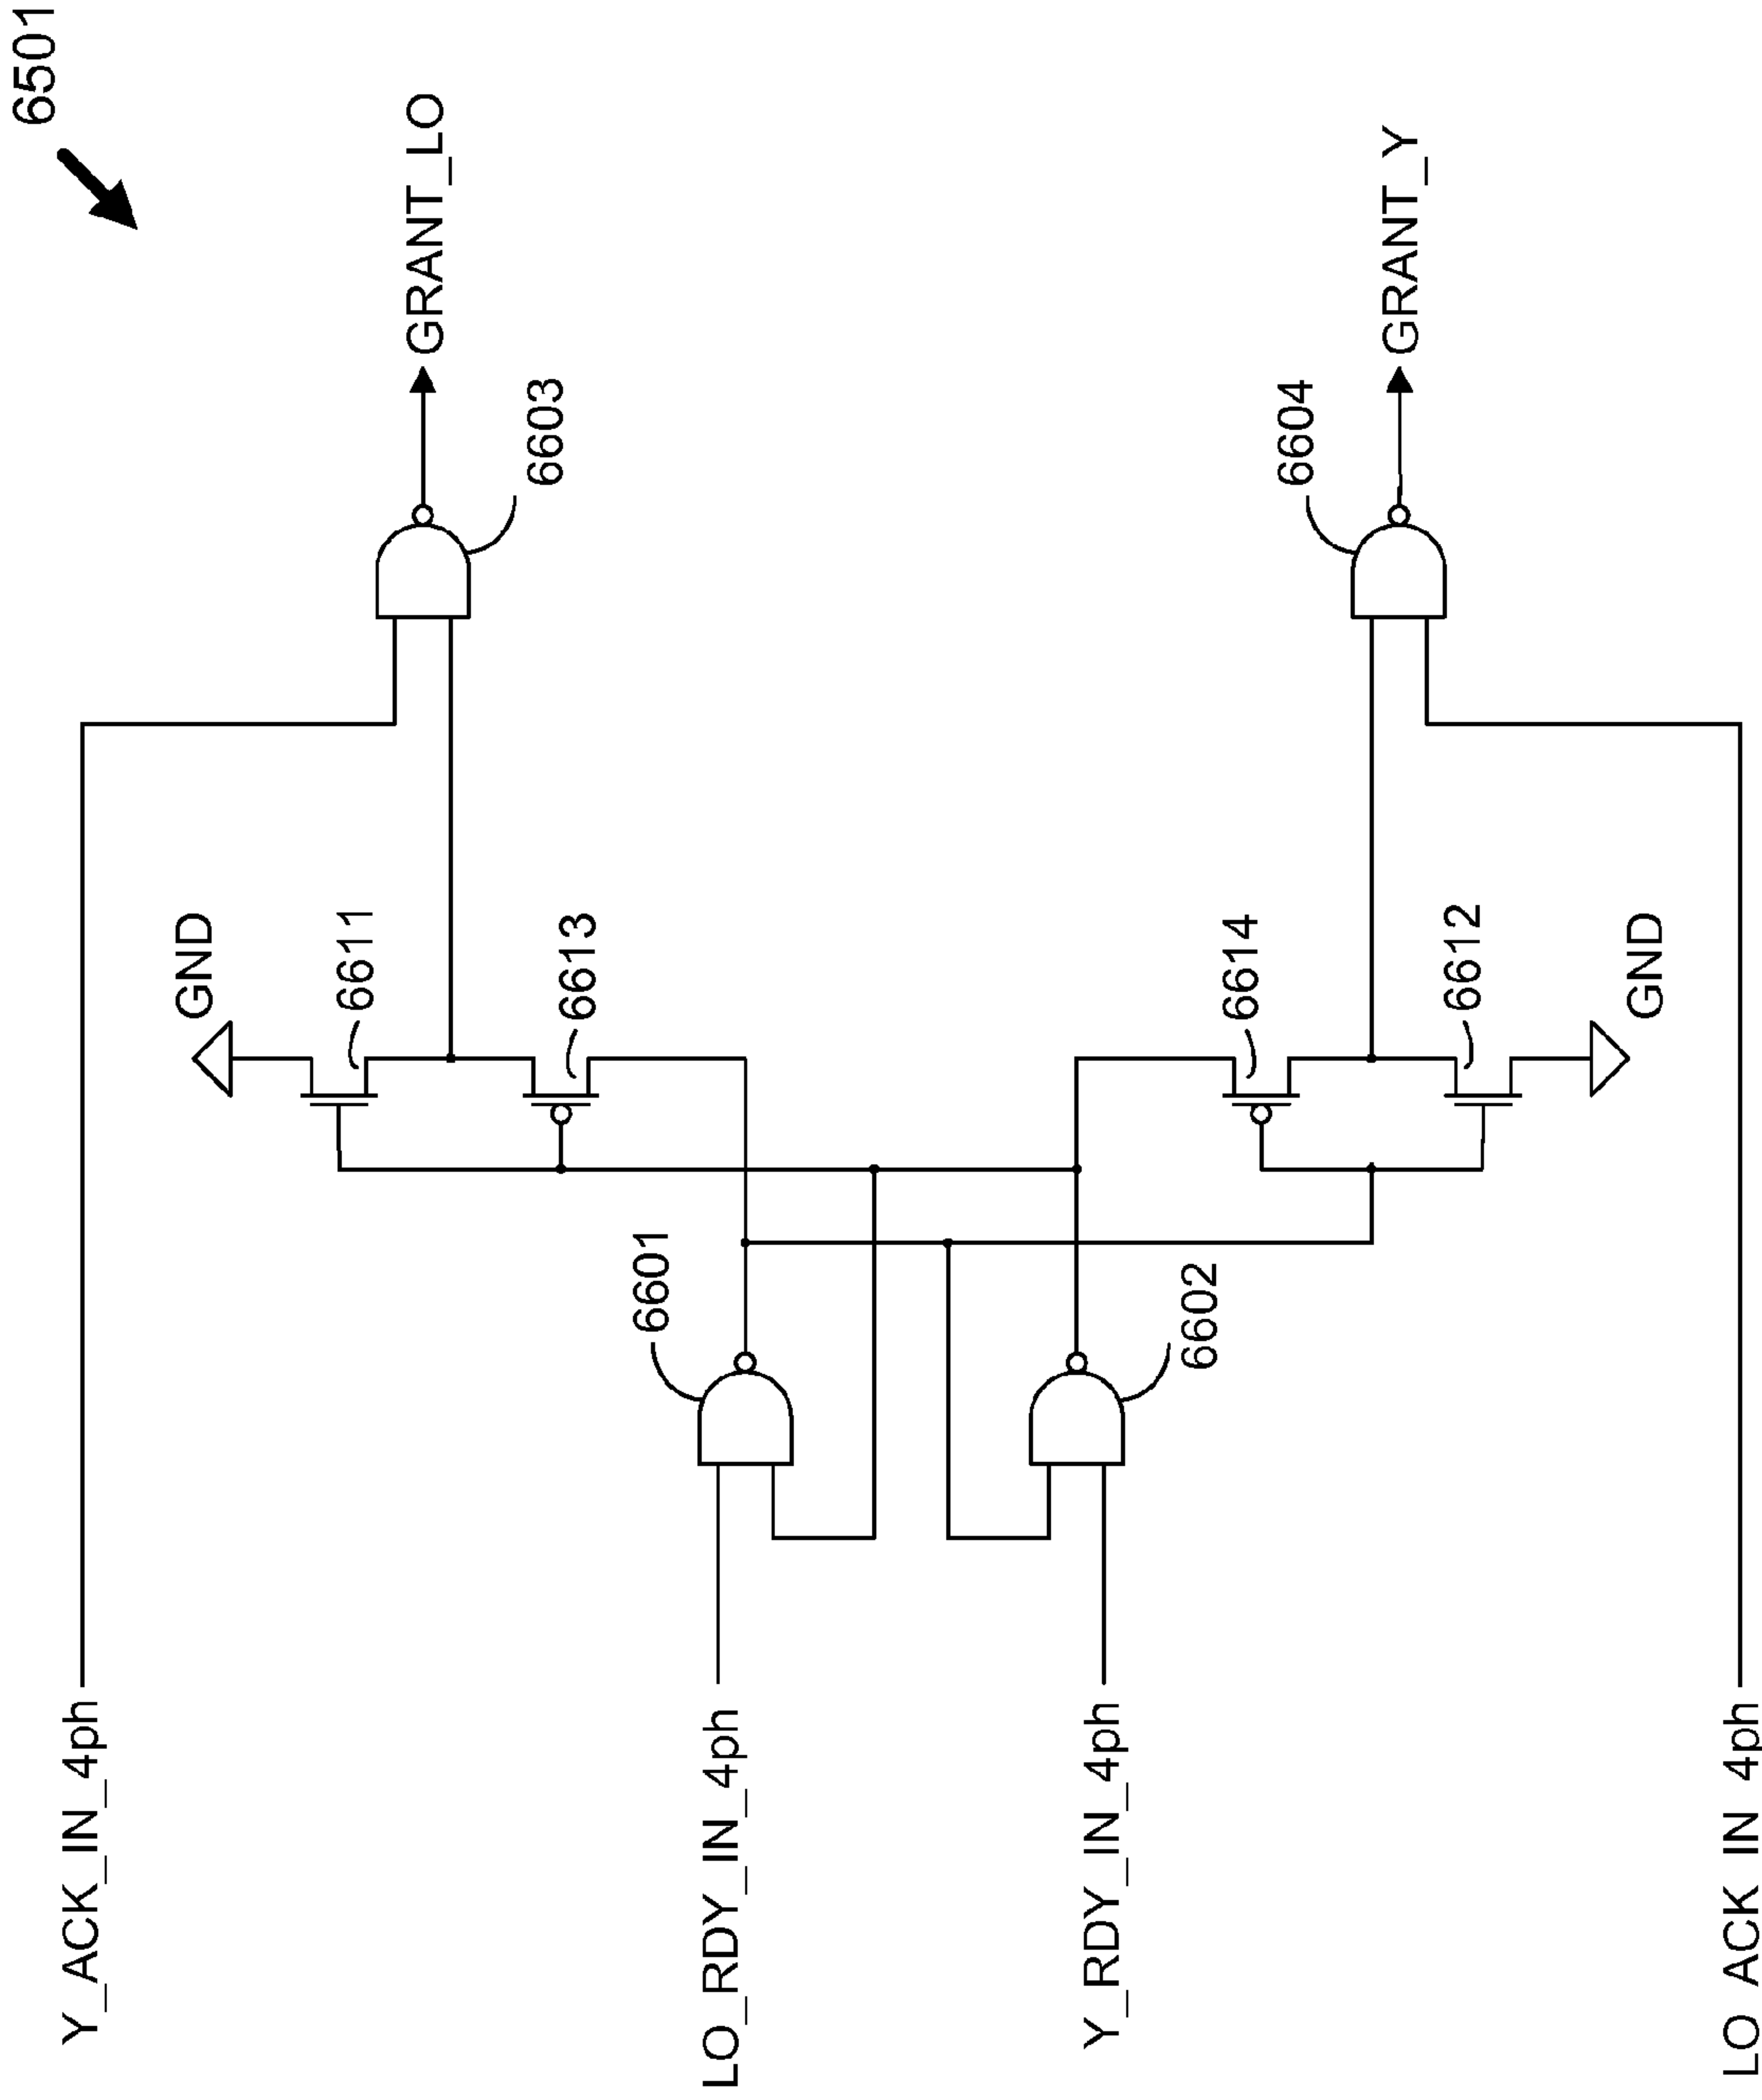 6501
Y_ACK_IN_4ph
GND
6611
6613
6603
GRANT_LO
LO_RDY_IN_4ph
6601
Y_RDY_IN_4ph
6602
6614
6612
GND
6604
GRANT_Y
LO_ACK_IN_4ph